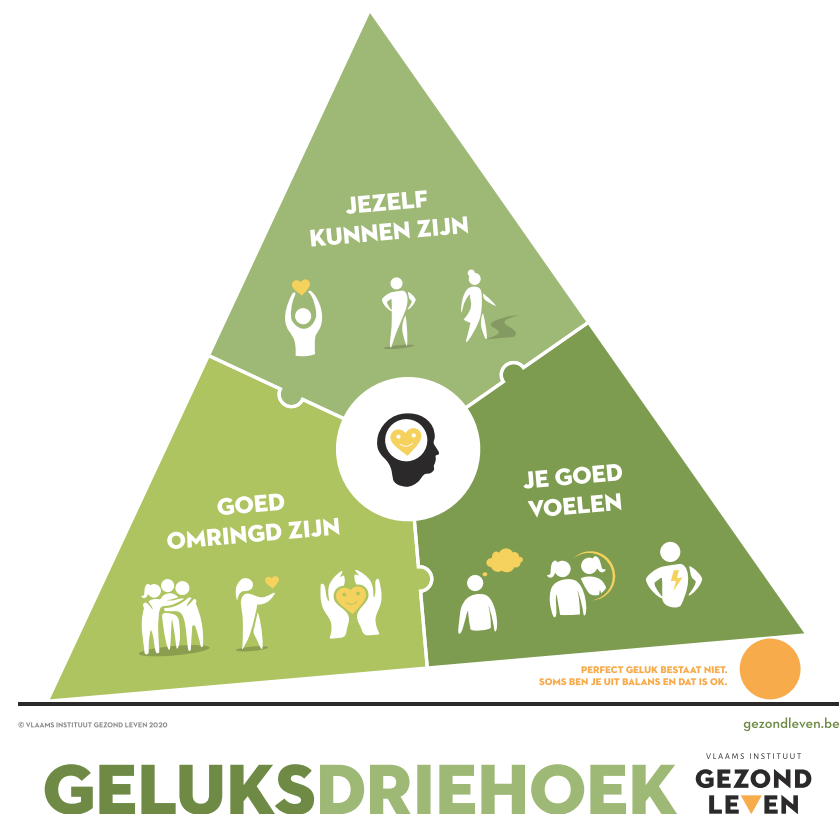 JEZELF
KUNNEN ZIJN
GOED
OMRINGD ZIJN
JE GOED
VOELEN
PERFECT GELUK BESTAAT NIET.
SOMS BEN JE UIT BALANS EN DAT IS OK.
© VLAAMS INSTITUUT GEZOND LEVEN 2020
gezondleven.be
GELUKSDRIEHOEK
VLAAMS INSTITUUT
GEZOND
LEVEN